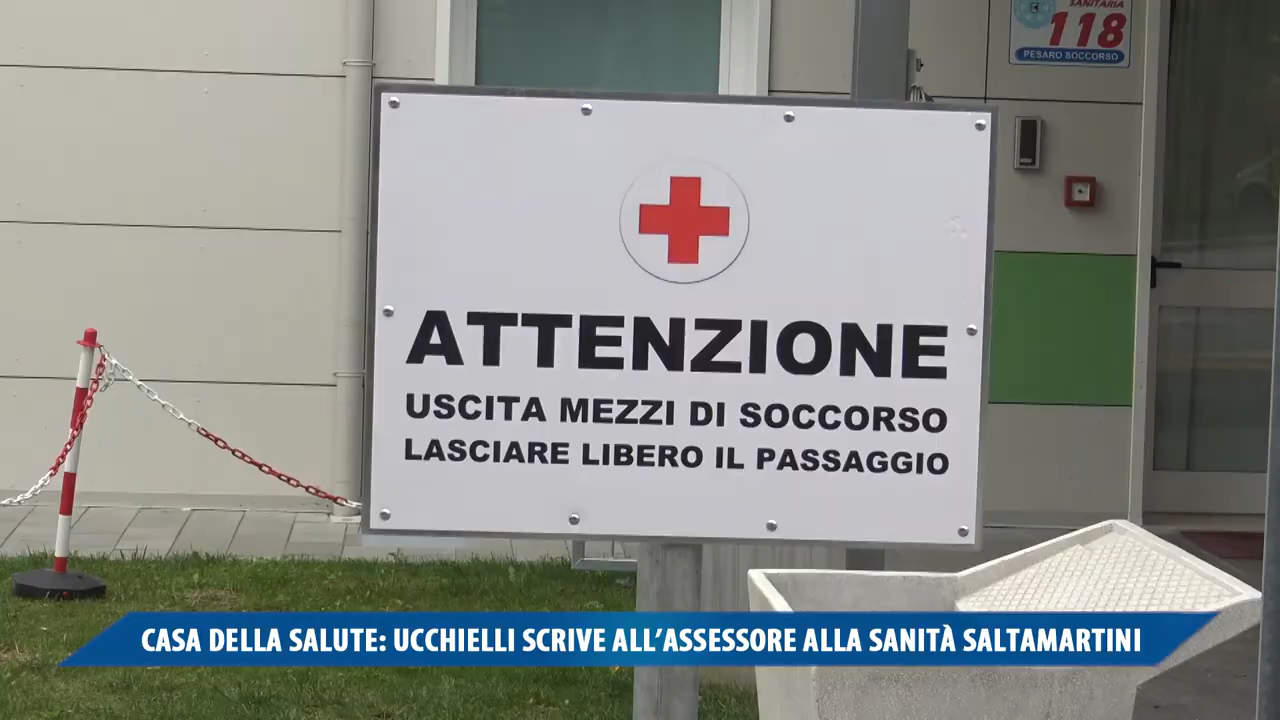 SANITARIA
118
PESARO SOCCORSO
ATTENZIONE
USCITA MEZZI DI SOCCORSO
LASCIARE LIBERO IL PASSAGGIO
CASA DELLA SALUTE: UCCHIELLI SCRIVE ALL'ASSESSORE ALLA SANITÀ SALTAMARTINI